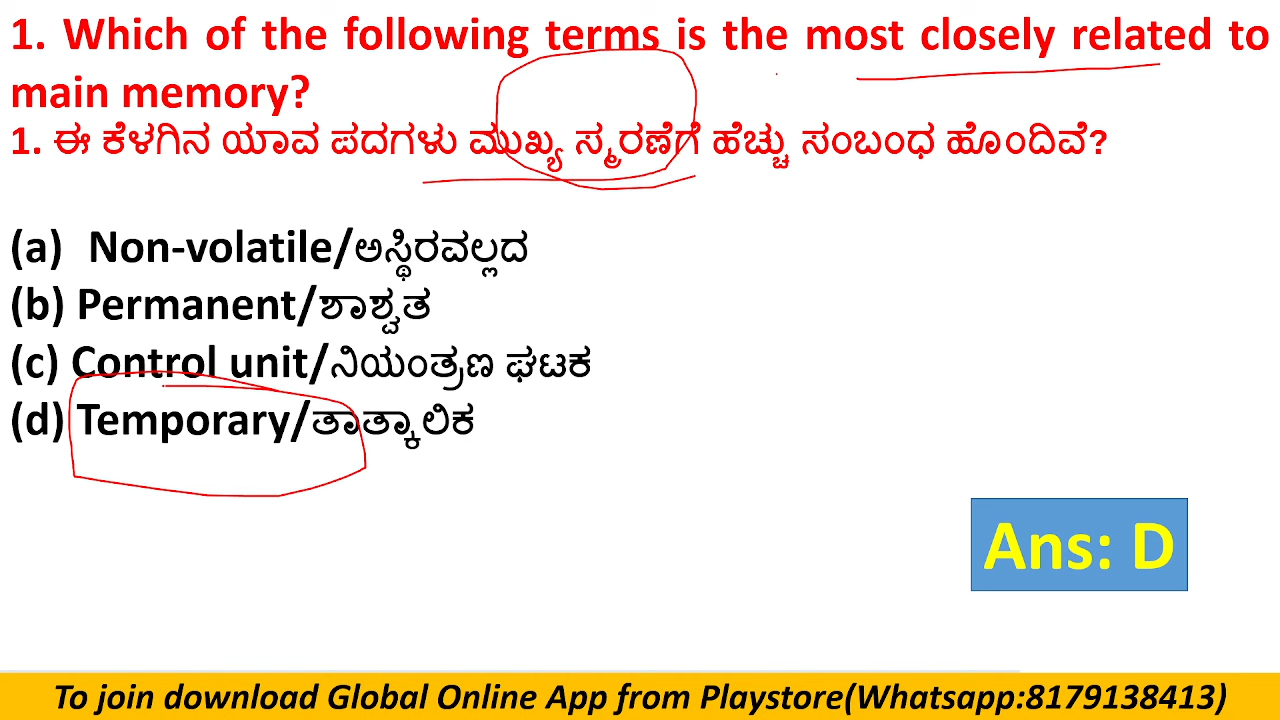 1. Which of the following terms is the most closely related to
main memory?
1. ಈ ಕೆಳಗಿನ ಯಾವ ಪದಗಳು ಮುಖ್ಯ ಸ್ಮರಣೆಗೆ ಹೆಚ್ಚು ಸಂಬಂಧ ಹೊಂದಿವೆ?
(a) Non-volatile/ಅಸ್ಥಿರವಲ್ಲದ
(b) Permanent/ಶಾಶ್ವತ
(c) Control unit/ನಿಯಂತ್ರಣ ಘಟಕ
(d) Temporary/ತಾತ್ಕಾಲಿಕ
Ans: D
To join download Global Online App from Playstore(Whatsapp:8179138413)